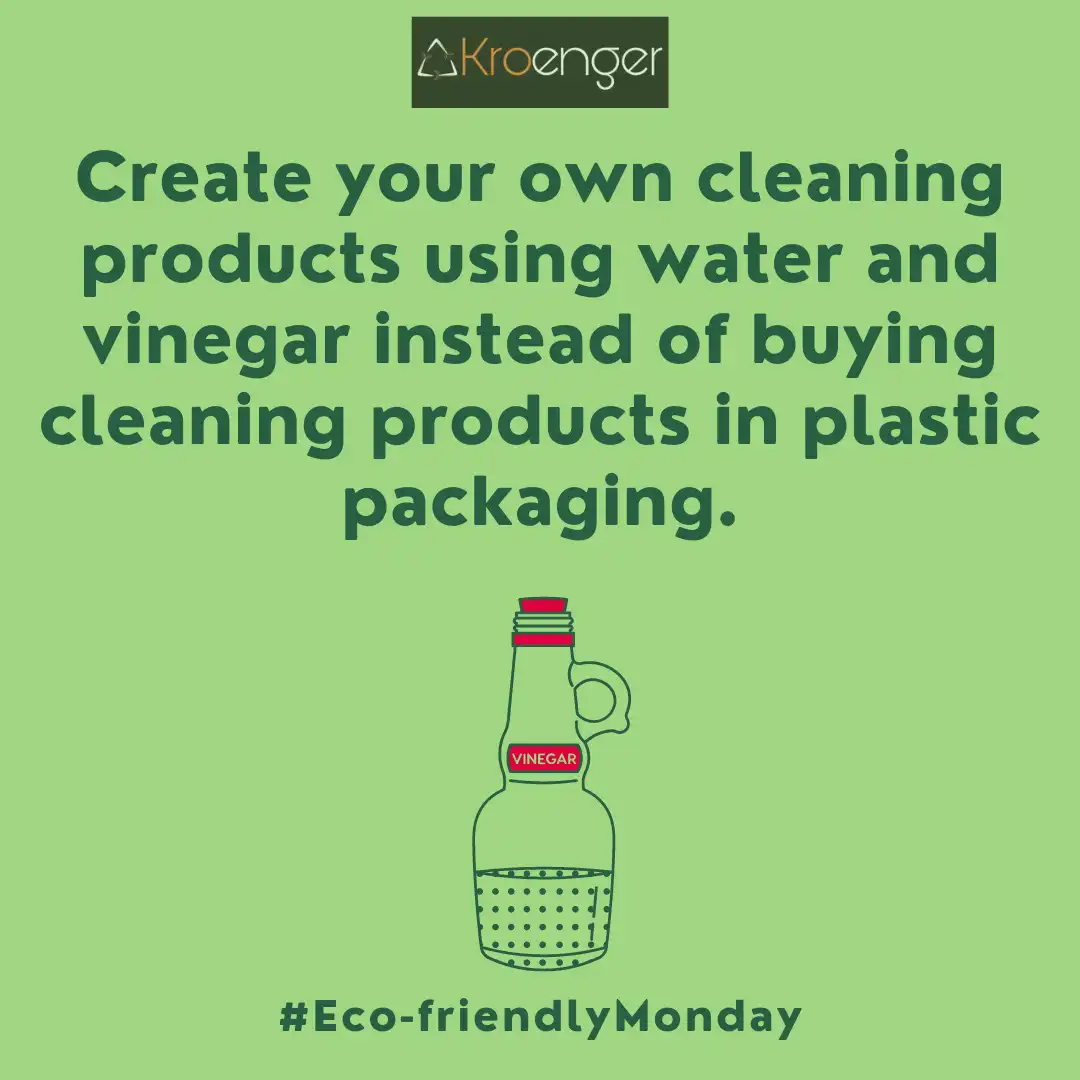 Kroenger
Create your own cleaning
products using water and
vinegar instead of buying
cleaning products in plastic
packaging.
VINEGAR
#Eco-friendlyMonday